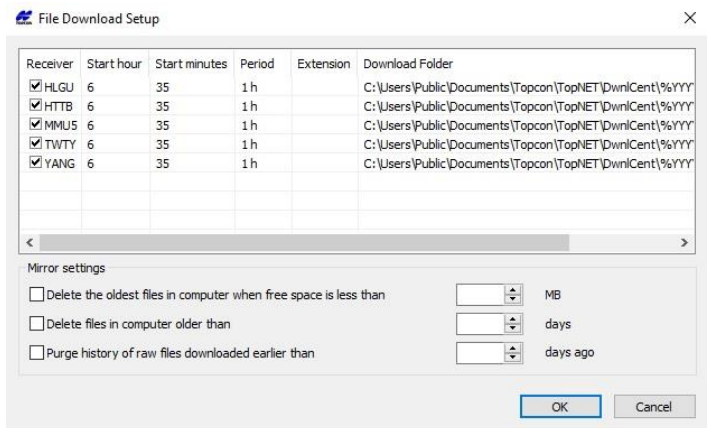 File Download Setup
Receiver Start hour Start minutes Period Extension Download Folder
HLGU 6 35 1 h C:\Users\Public\Documents\Topcon\TopNET\DwnlCent\%YYY
HTTB 6 35 1 h C:\Users\Public\Documents\Topcon\TopNET\DwnlCent\%YYY
MMU5 6 35 1 h C:\Users\Public\Documents\Topcon\TopNET\DwnlCent\%YYY
TWTY 6 35 1 h C:\Users\Public\Documents\Topcon\TopNET\DwnlCent\%YYY
YANG 6 35 1 h C:\Users\Public\Documents\Topcon\TopNET\DwnlCent\%YYY
Mirror settings
Delete the oldest files in computer when free space is less than MB
Delete files in computer older than days
Purge history of raw files downloaded earlier than days ago
OK Cancel